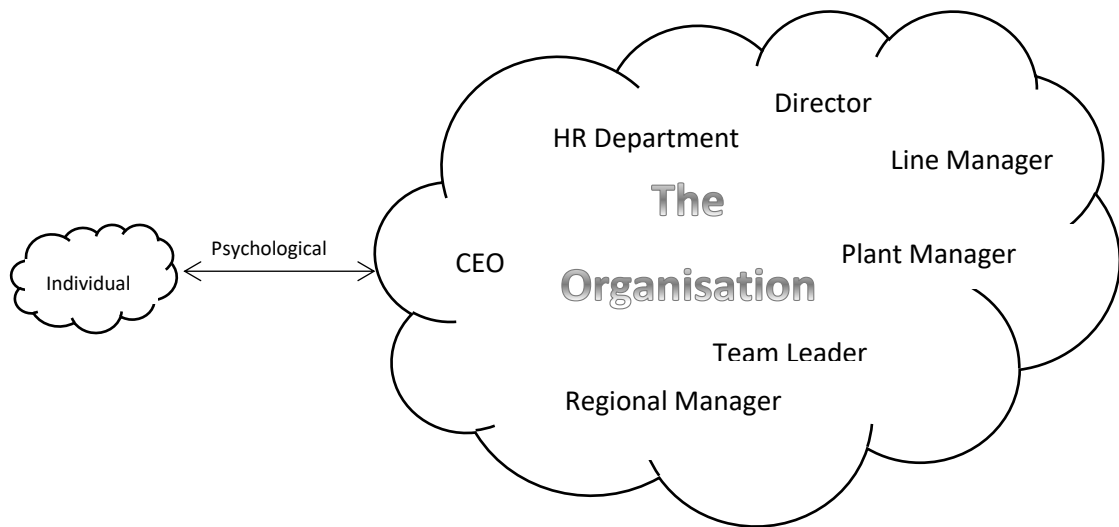 Director
HR Department
Line Manager
The
Psychological
Plant Manager
CEO
Individual
Organisation
Team Leader
Regional Manager